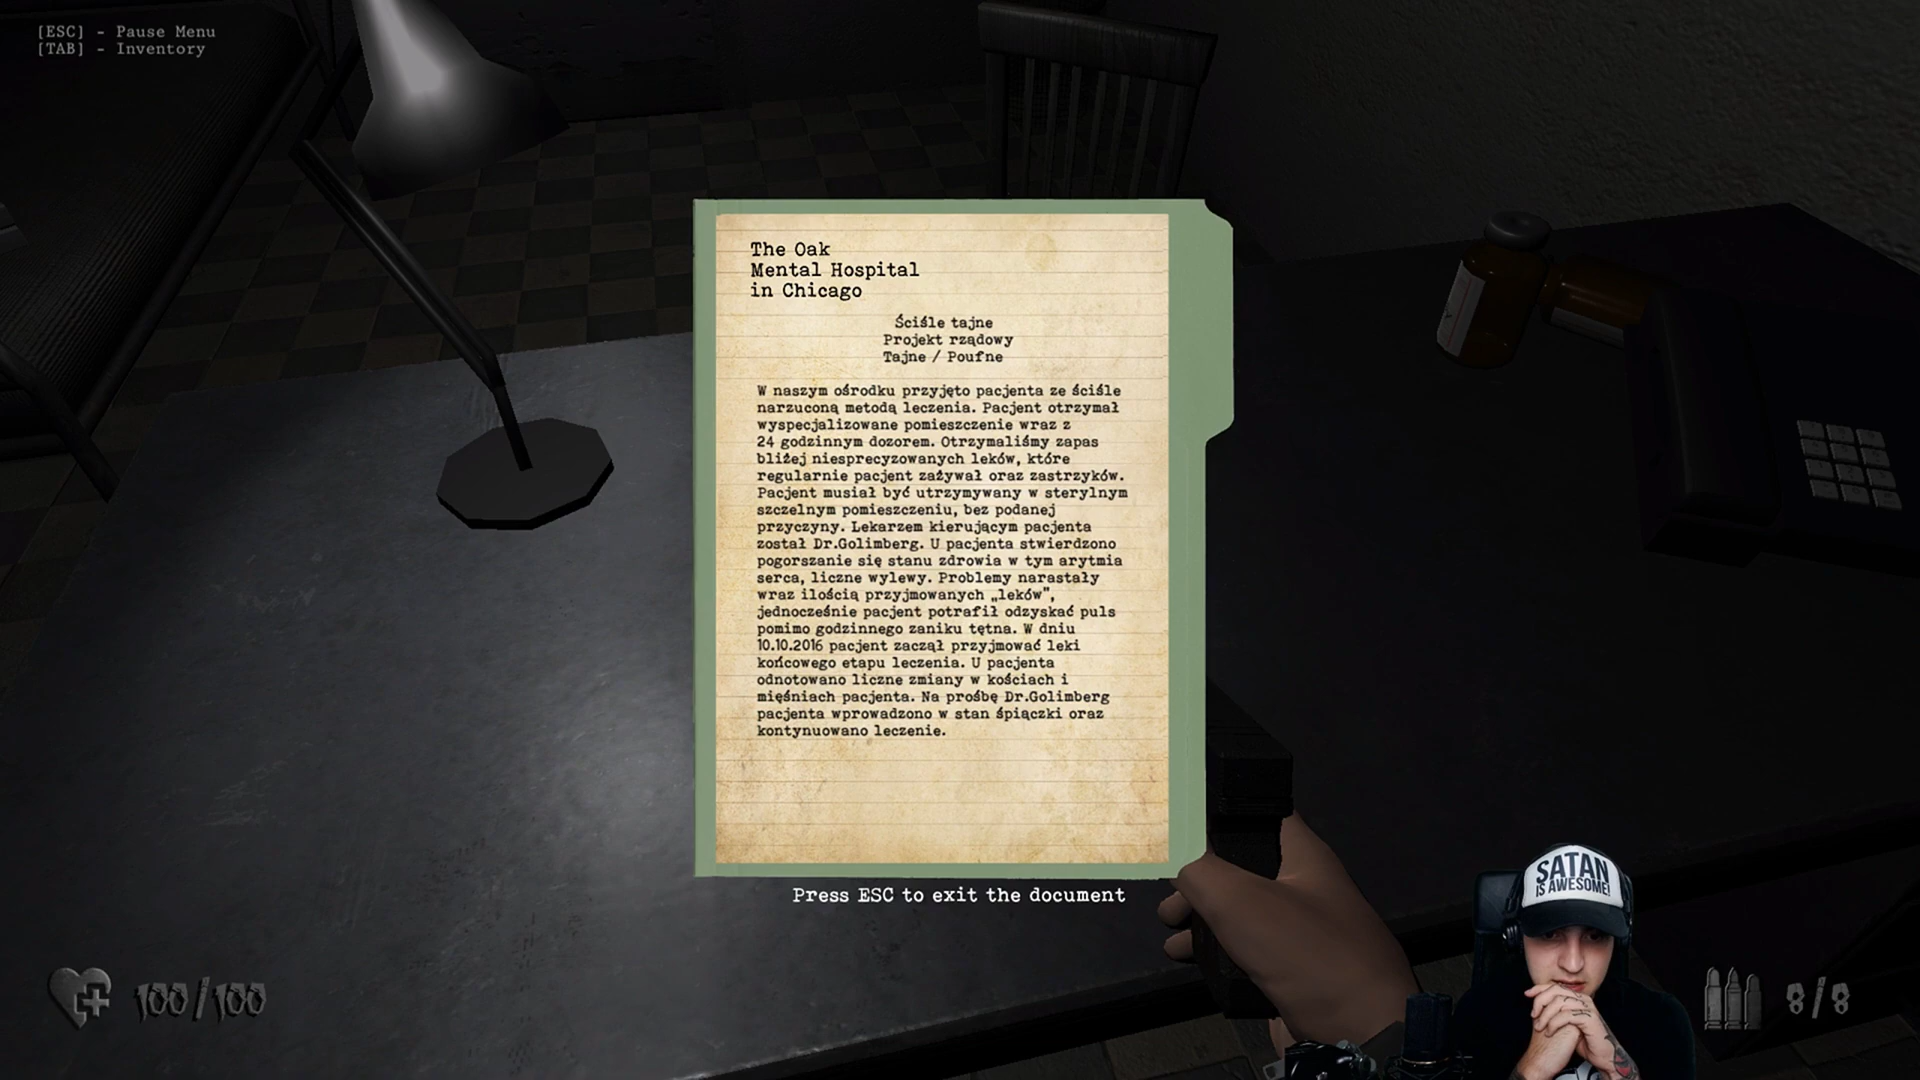 [ESC] - Pause Menu
[TAB] - Inventory
The Oak
Mental Hospital
in Chicago
Ściśle tajne
Projekt rządowy
Tajne / Poufne
W naszym ośrodku przyjęto pacjenta ze ściśle
narzuconą metodą leczenia. Pacjent otrzymał
wyspecjalizowane pomieszczenie wraz z
24 godzinnym dozorem. Otrzymaliśmy zapas
bliżej niesprecyzowanych leków, które
regularnie pacjent zażywał oraz zastrzyków.
Pacjent musiał być utrzymywany w sterylnym
szczelnym pomieszczeniu, bez podanej
przyczyny. Lekarzem kierującym pacjenta
został Dr.Golimberg. U pacjenta stwierdzono
pogorszanie się stanu zdrowia w tym arytmia
serca, liczne wylewy. Problemy narastały
wraz ilością przyjmowanych „leków",
jednocześnie pacjent potrafił odzyskać puls
pomimo godzinnego zaniku tętna. W dniu
10.10.2016 pacjent zaczął przyjmować leki
końcowego etapu leczenia. U pacjenta
odnotowano liczne zmiany w kościach i
mięśniach pacjenta. Na prośbę Dr.Golimberg
pacjenta wprowadzono w stan śpiączki oraz
kontynuowano leczenie.
Press ESC to exit the document
100/100
8/8
SATAN
IS AWESOME!